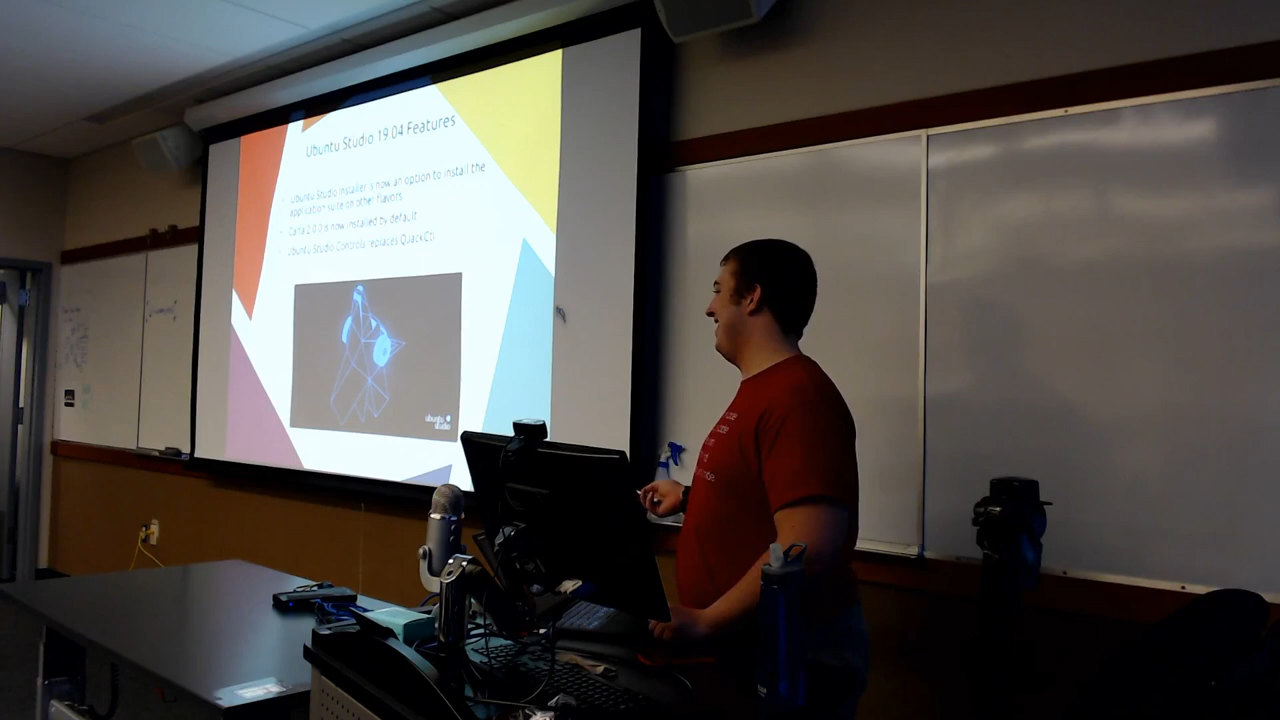 Ubuntu Studio 19.04 Features
Ubuntu Studio Installer is now an option to install the
application suite on other flavors
Carla 2.0.0 is now installed by default
Ubuntu Studio Controls replaces QJackCtl
ubuntu
studio